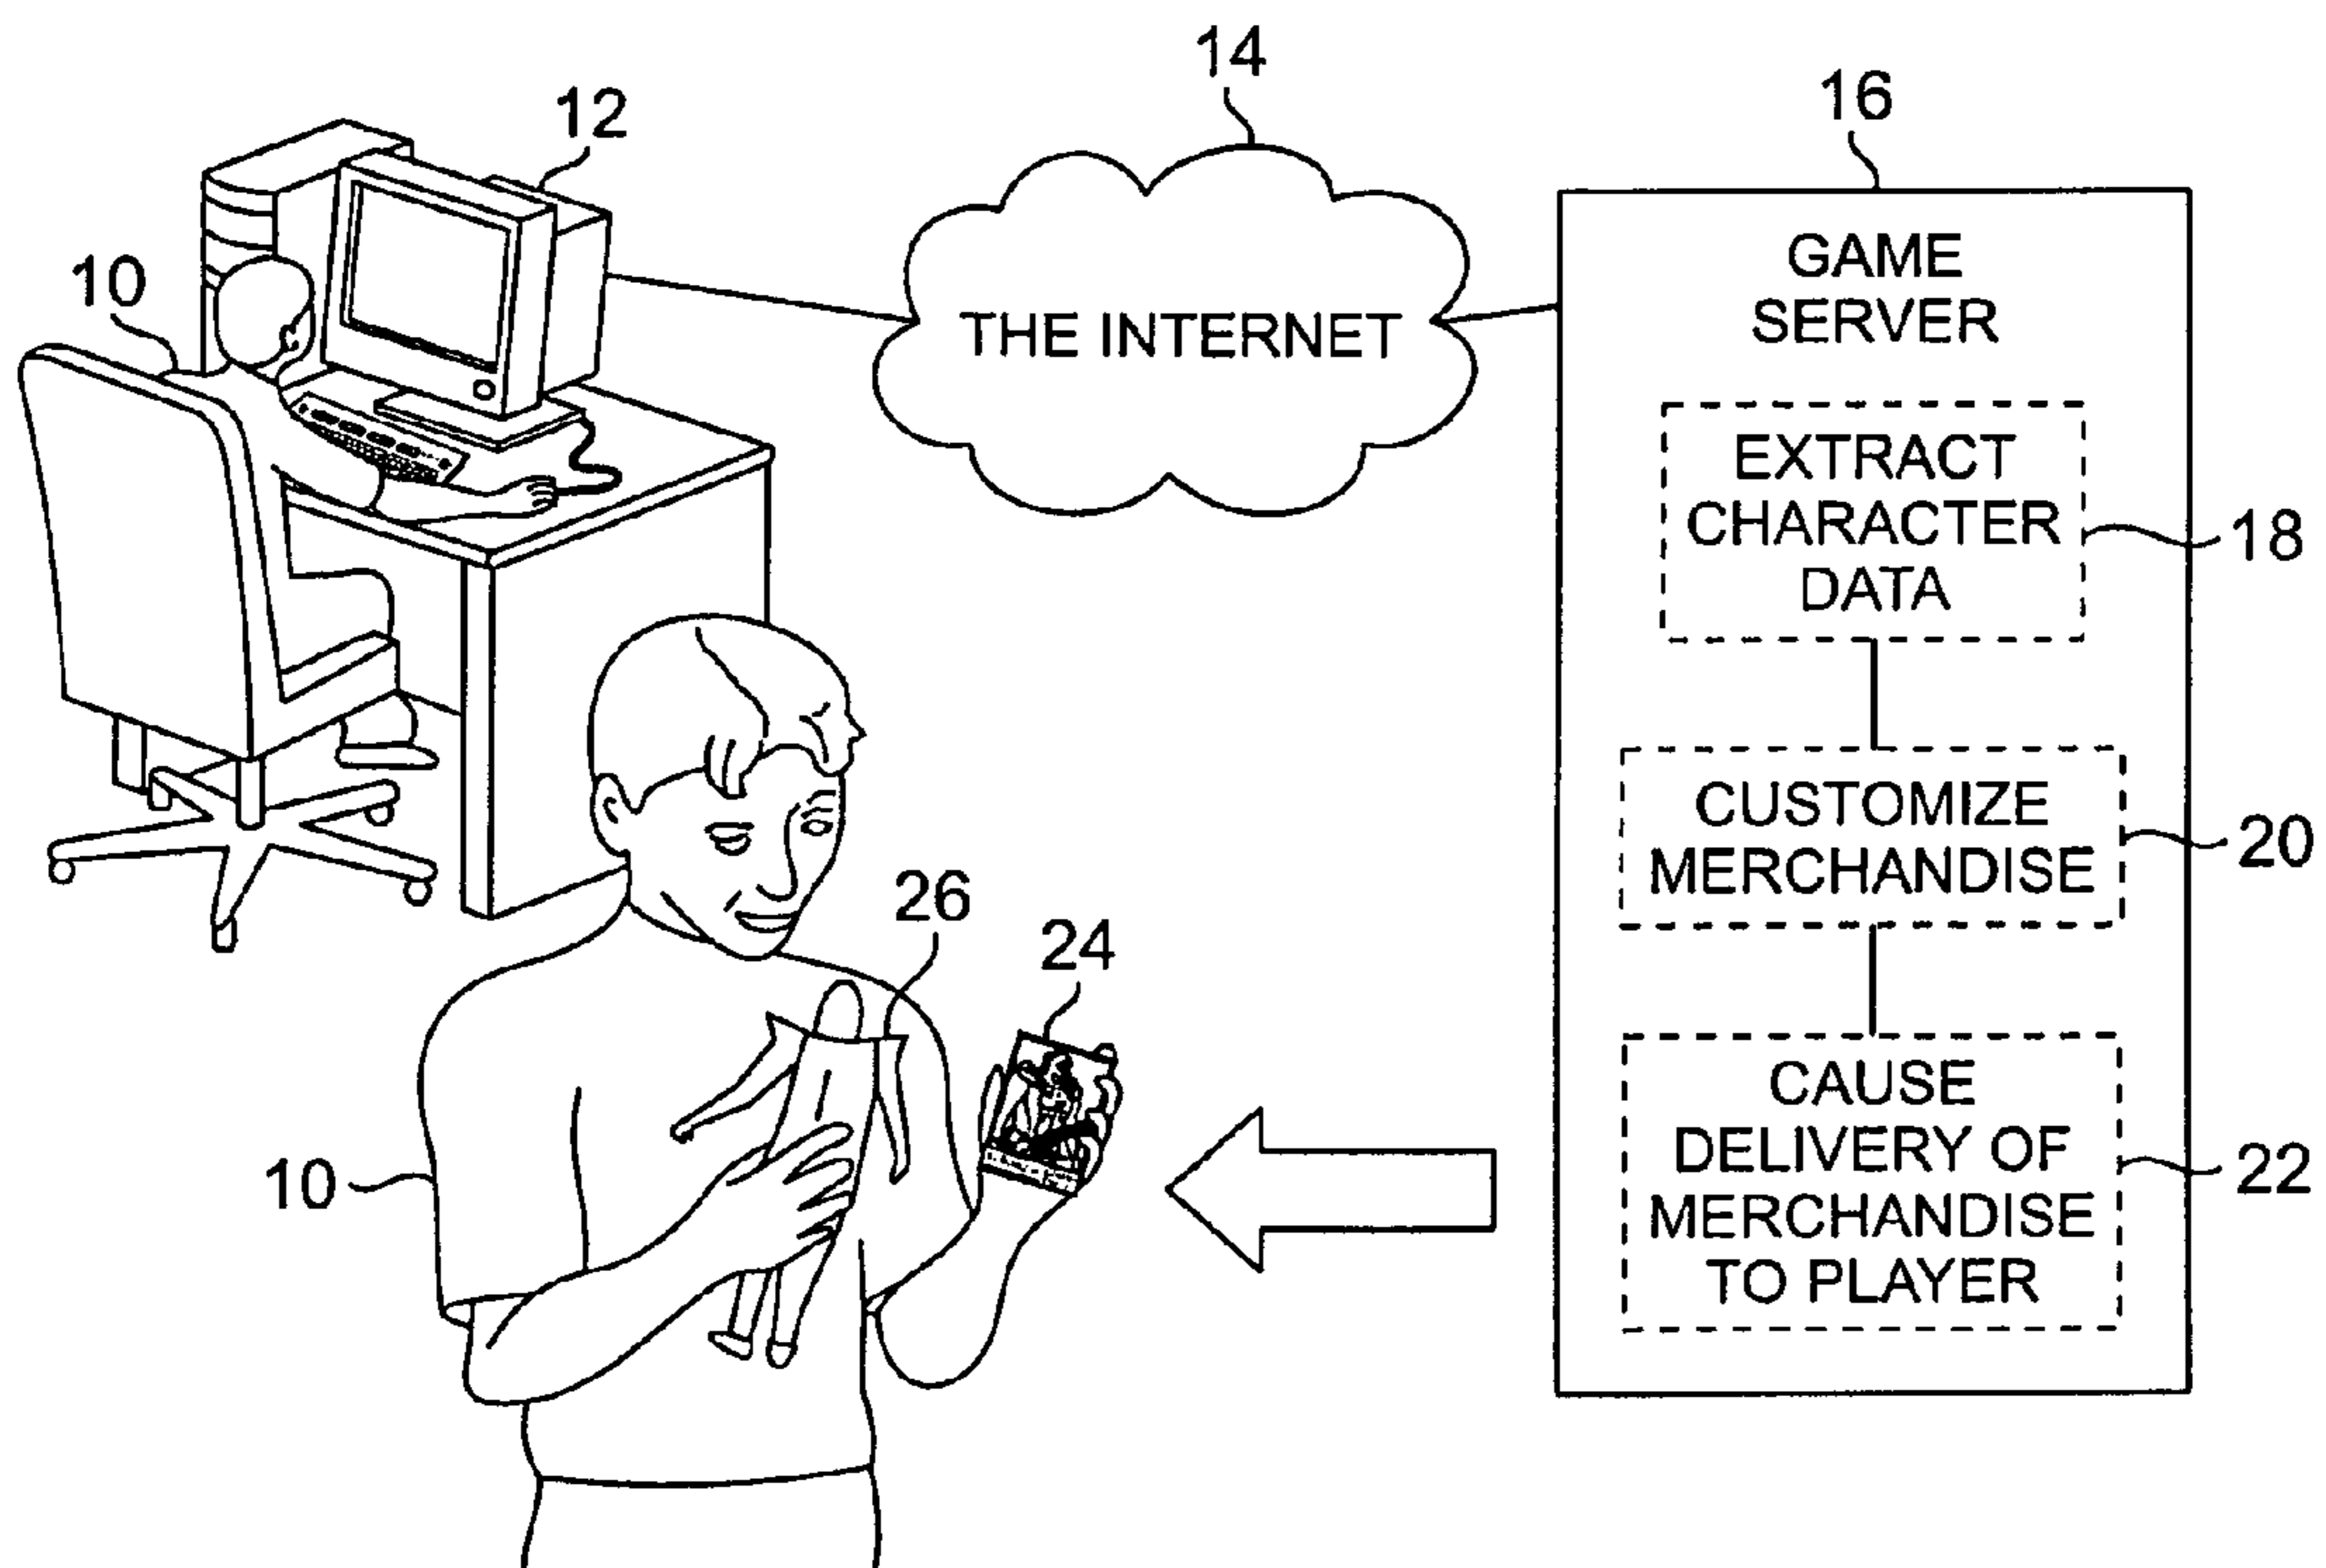 14
16
12
10
THE INTERNET
GAME
SERVER
EXTRACT
CHARACTER
DATA
18
CUSTOMIZE
MERCHANDISE
20
26
24
CAUSE
DELIVERY OF
MERCHANDISE
TO PLAYER
22
10